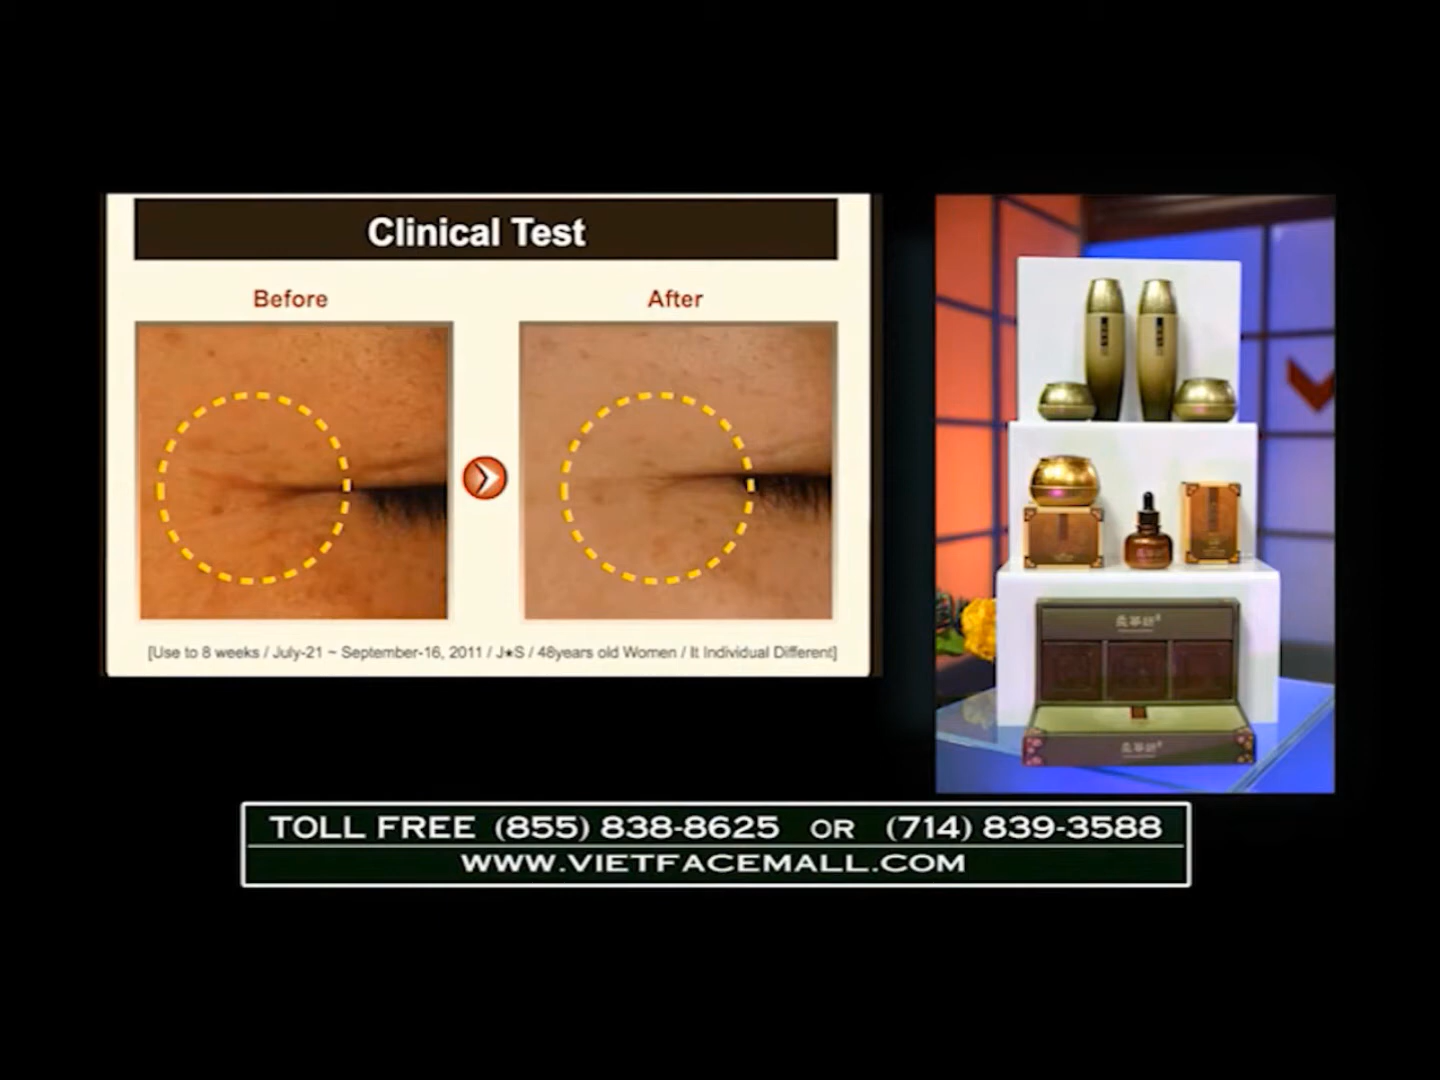 Clinical Test
Before
After
[Use to 8 weeks / July-21 ~ September-16, 2011 / J★S / 48years old Women / It Individual Different]
TOLL FREE (855) 838-8625 OR (714) 839-3588
WWW.VIETFACEMALL.COM